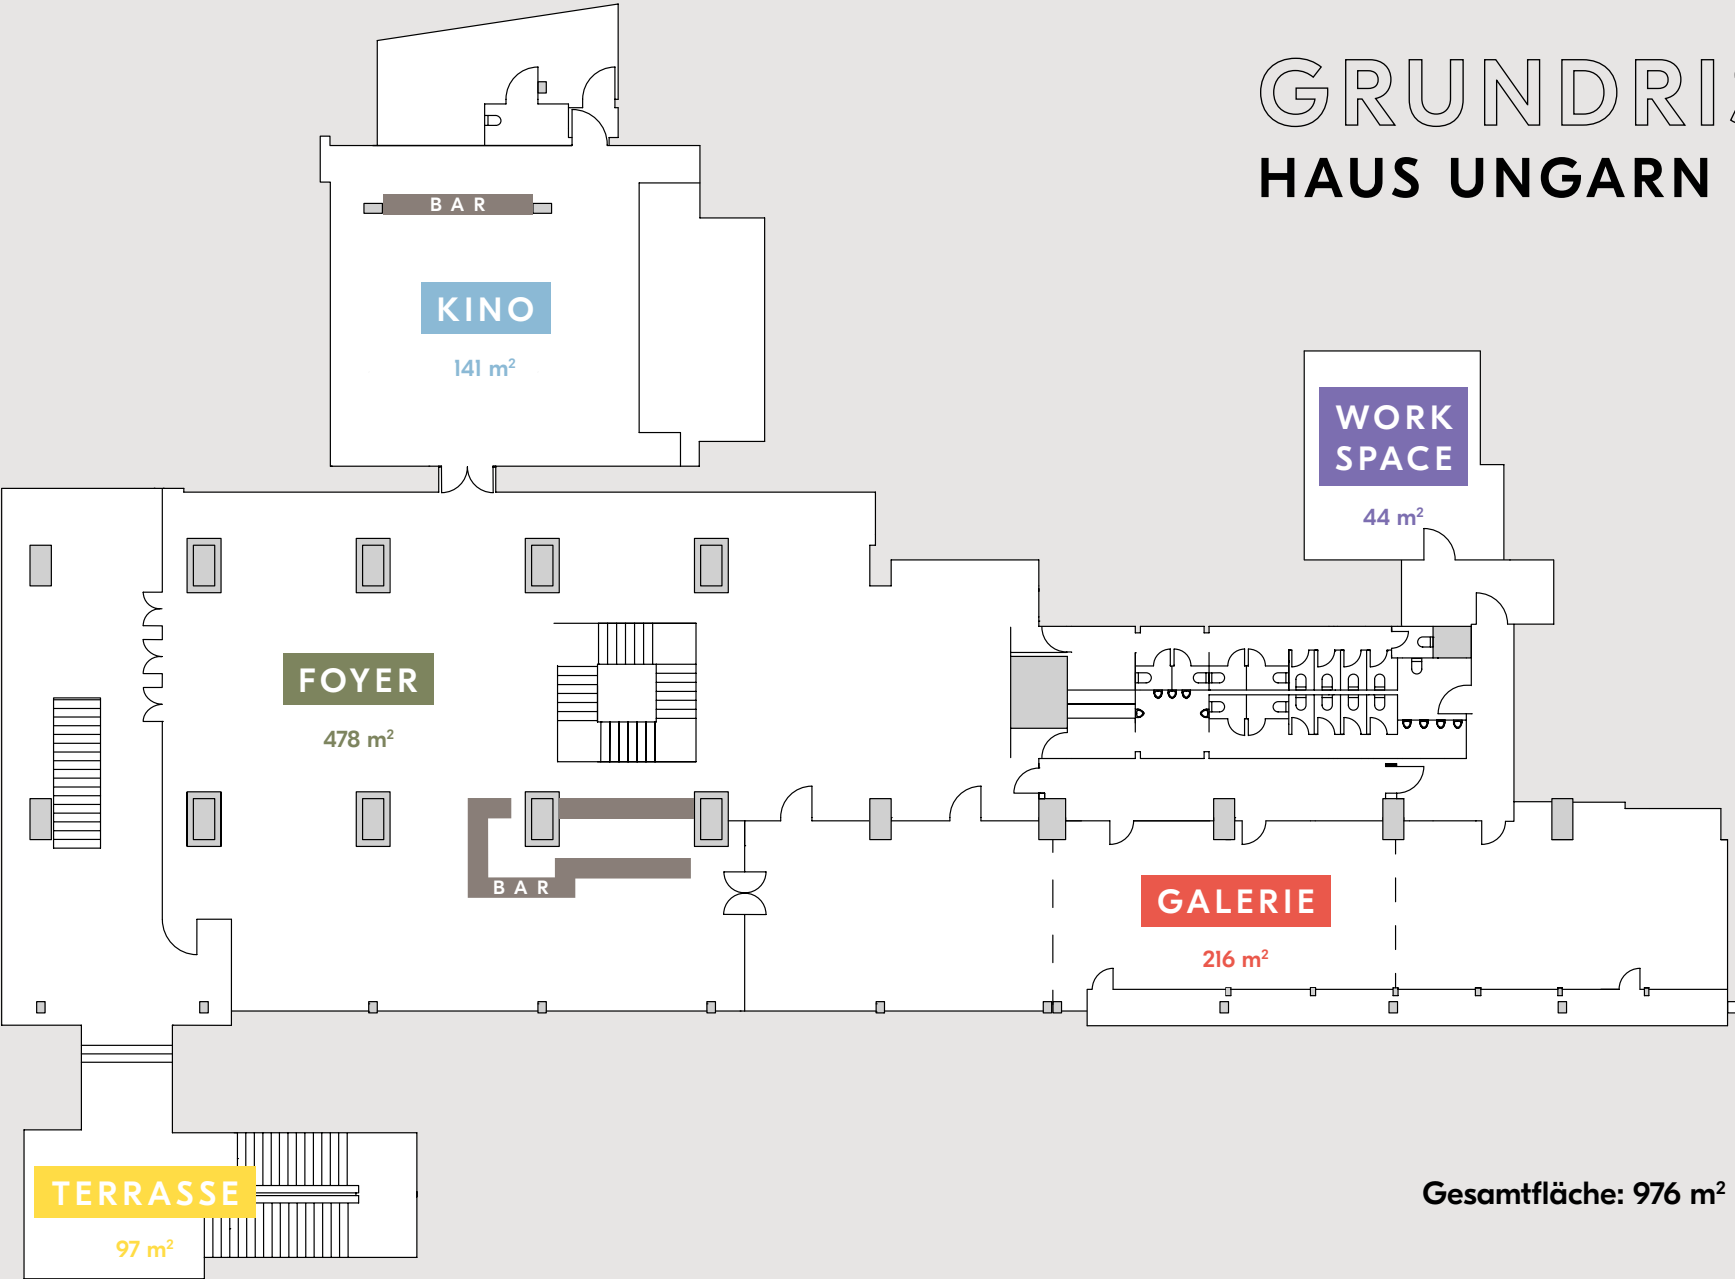 GRUNDRIS
HAUS UNGARN
BAR
KINO
141 m²
WORK
SPACE
44 m²
FOYER
478 m²
BAR
GALERIE
216 m²
TERRASSE
97 m²
Gesamtfläche: 976 m²